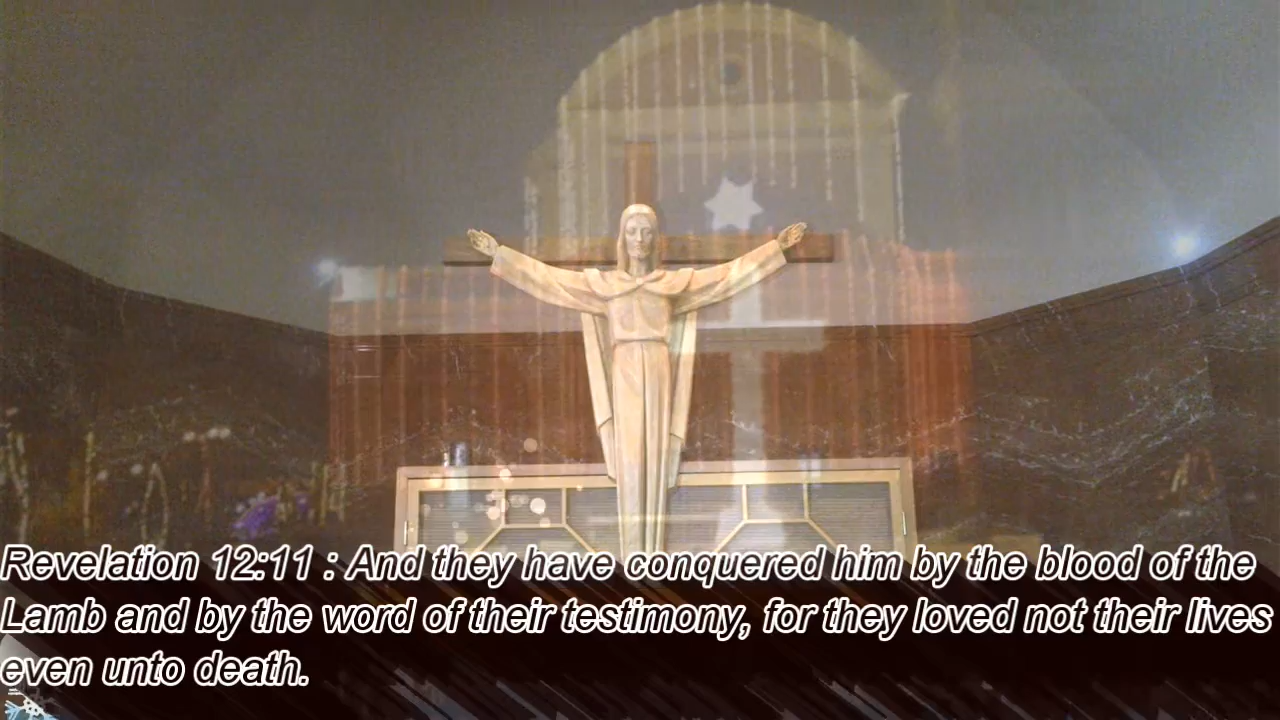 Revelation 12:11 : And they have conquered him by the blood of the
Lamb and by the word of their testimony, for they loved not their lives
even unto death.